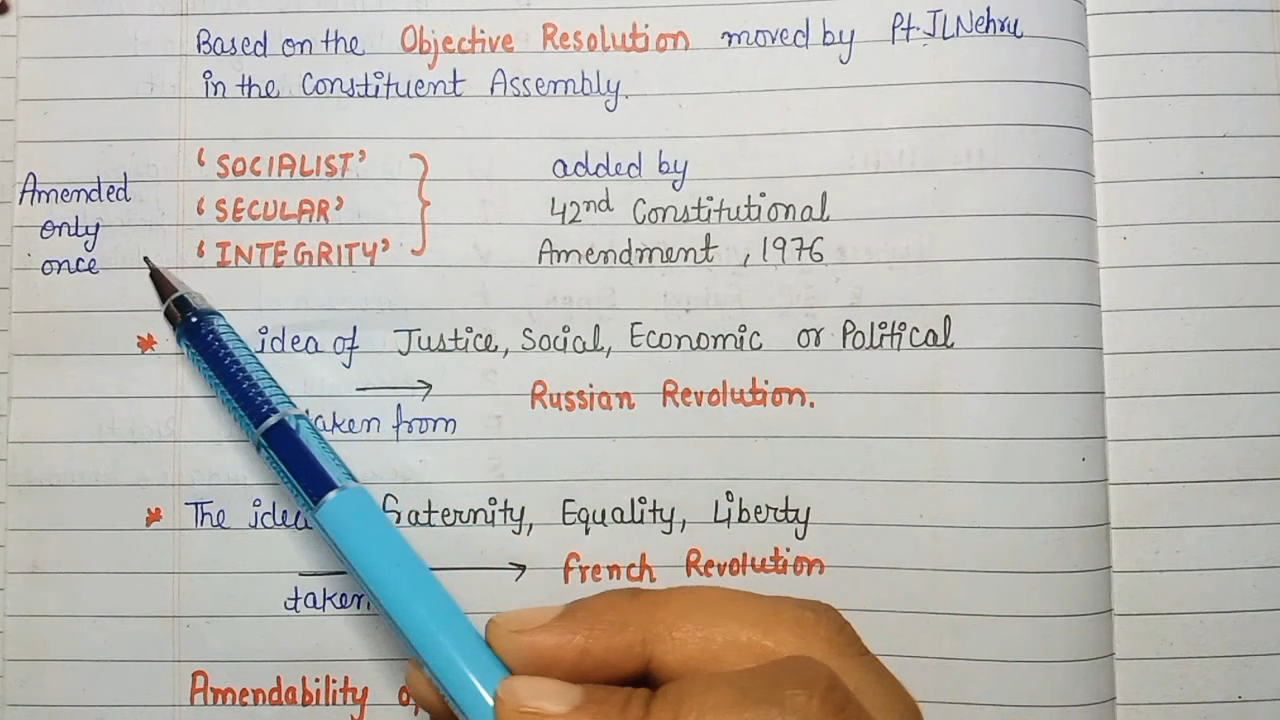 Based on the Objective Resolution moved by Pt. JLNehru
in the Constituent Assembly.
'SOCIALIST' added by
Amended 'SECULAR' 42nd Constitutional
only
once 'INTEGRITY' Amendment, 1976
* idea of Justice, Social, Economic or Political
taken from Russian Revolution.
* The idea Fraternity, Equality, Liberty
taken French Revolution
Amendability